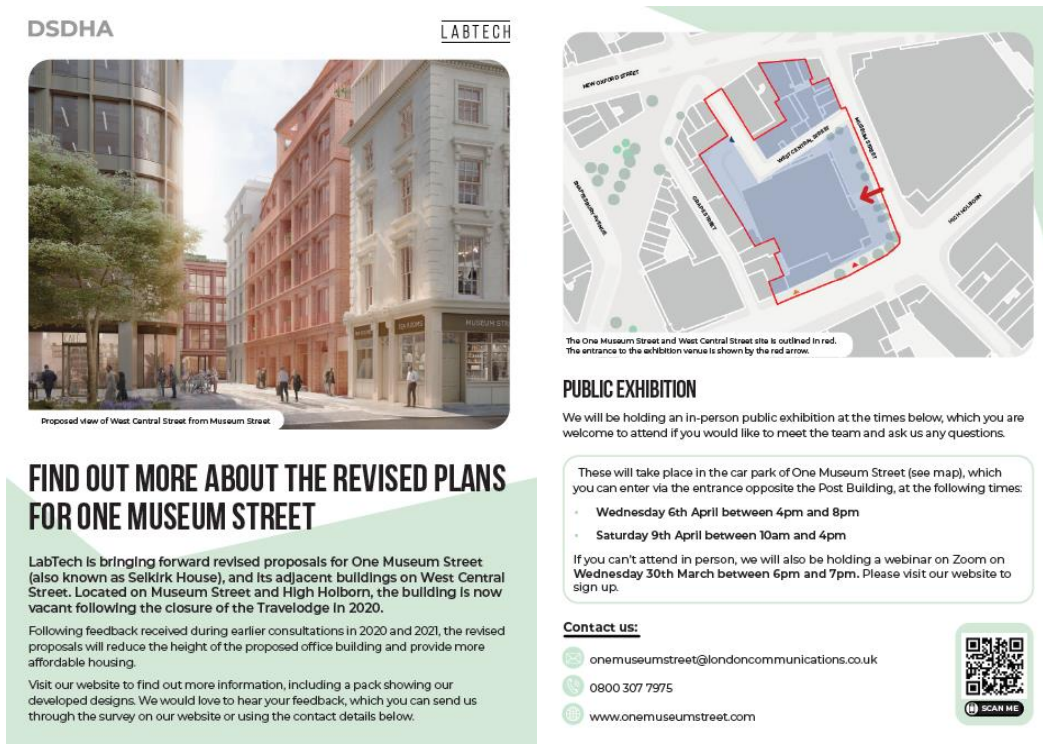 DSDHA
LABTECH
TEA ROOMS
MUSEUM ST
Proposed view of West Central Street from Museum Street
FIND OUT MORE ABOUT THE REVISED PLANS
FOR ONE MUSEUM STREET
LabTech is bringing forward revised proposals for One Museum Street
(also known as Selkirk House), and its adjacent buildings on West Central
Street. Located on Museum Street and High Holborn, the building is now
vacant following the closure of the Travelodge in 2020.
Following feedback received during earlier consultations in 2020 and 2021, the revised
proposals will reduce the height of the proposed office building and provide more
affordable housing.
Visit our website to find out more information, including a pack showing our
developed designs. We would love to hear your feedback, which you can send us
through the survey on our website or using the contact details below.
NEW OXFORD STREET
WEST CENTRAL STREET
MUSEUM STREET
SHAFTESBURY AVENUE
GRAPE STREET
HIGH HOLBORN
The One Museum Street and West Central Street site is outlined in red.
The entrance to the exhibition venue is shown by the red arrow.
PUBLIC EXHIBITION
We will be holding an in-person public exhibition at the times below, which you are
welcome to attend if you would like to meet the team and ask us any questions.
These will take place in the car park of One Museum Street (see map), which
you can enter via the entrance opposite the Post Building, at the following times:
• Wednesday 6th April between 4pm and 8pm
• Saturday 9th April between 10am and 4pm
If you can't attend in person, we will also be holding a webinar on Zoom on
Wednesday 30th March between 6pm and 7pm. Please visit our website to
sign up.
Contact us:
onemuseumstreet@londoncommunications.co.uk
0800 307 7975
www.onemuseumstreet.com
SCAN ME